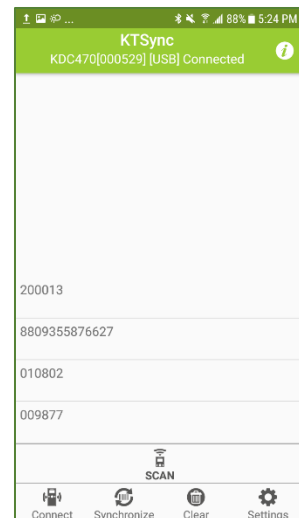 ... 88% 5:24 PM
KTSync
KDC470[000529] [USB] Connected
i
200013
8809355876627
010802
009877
SCAN
Connect Synchronize Clear Settings